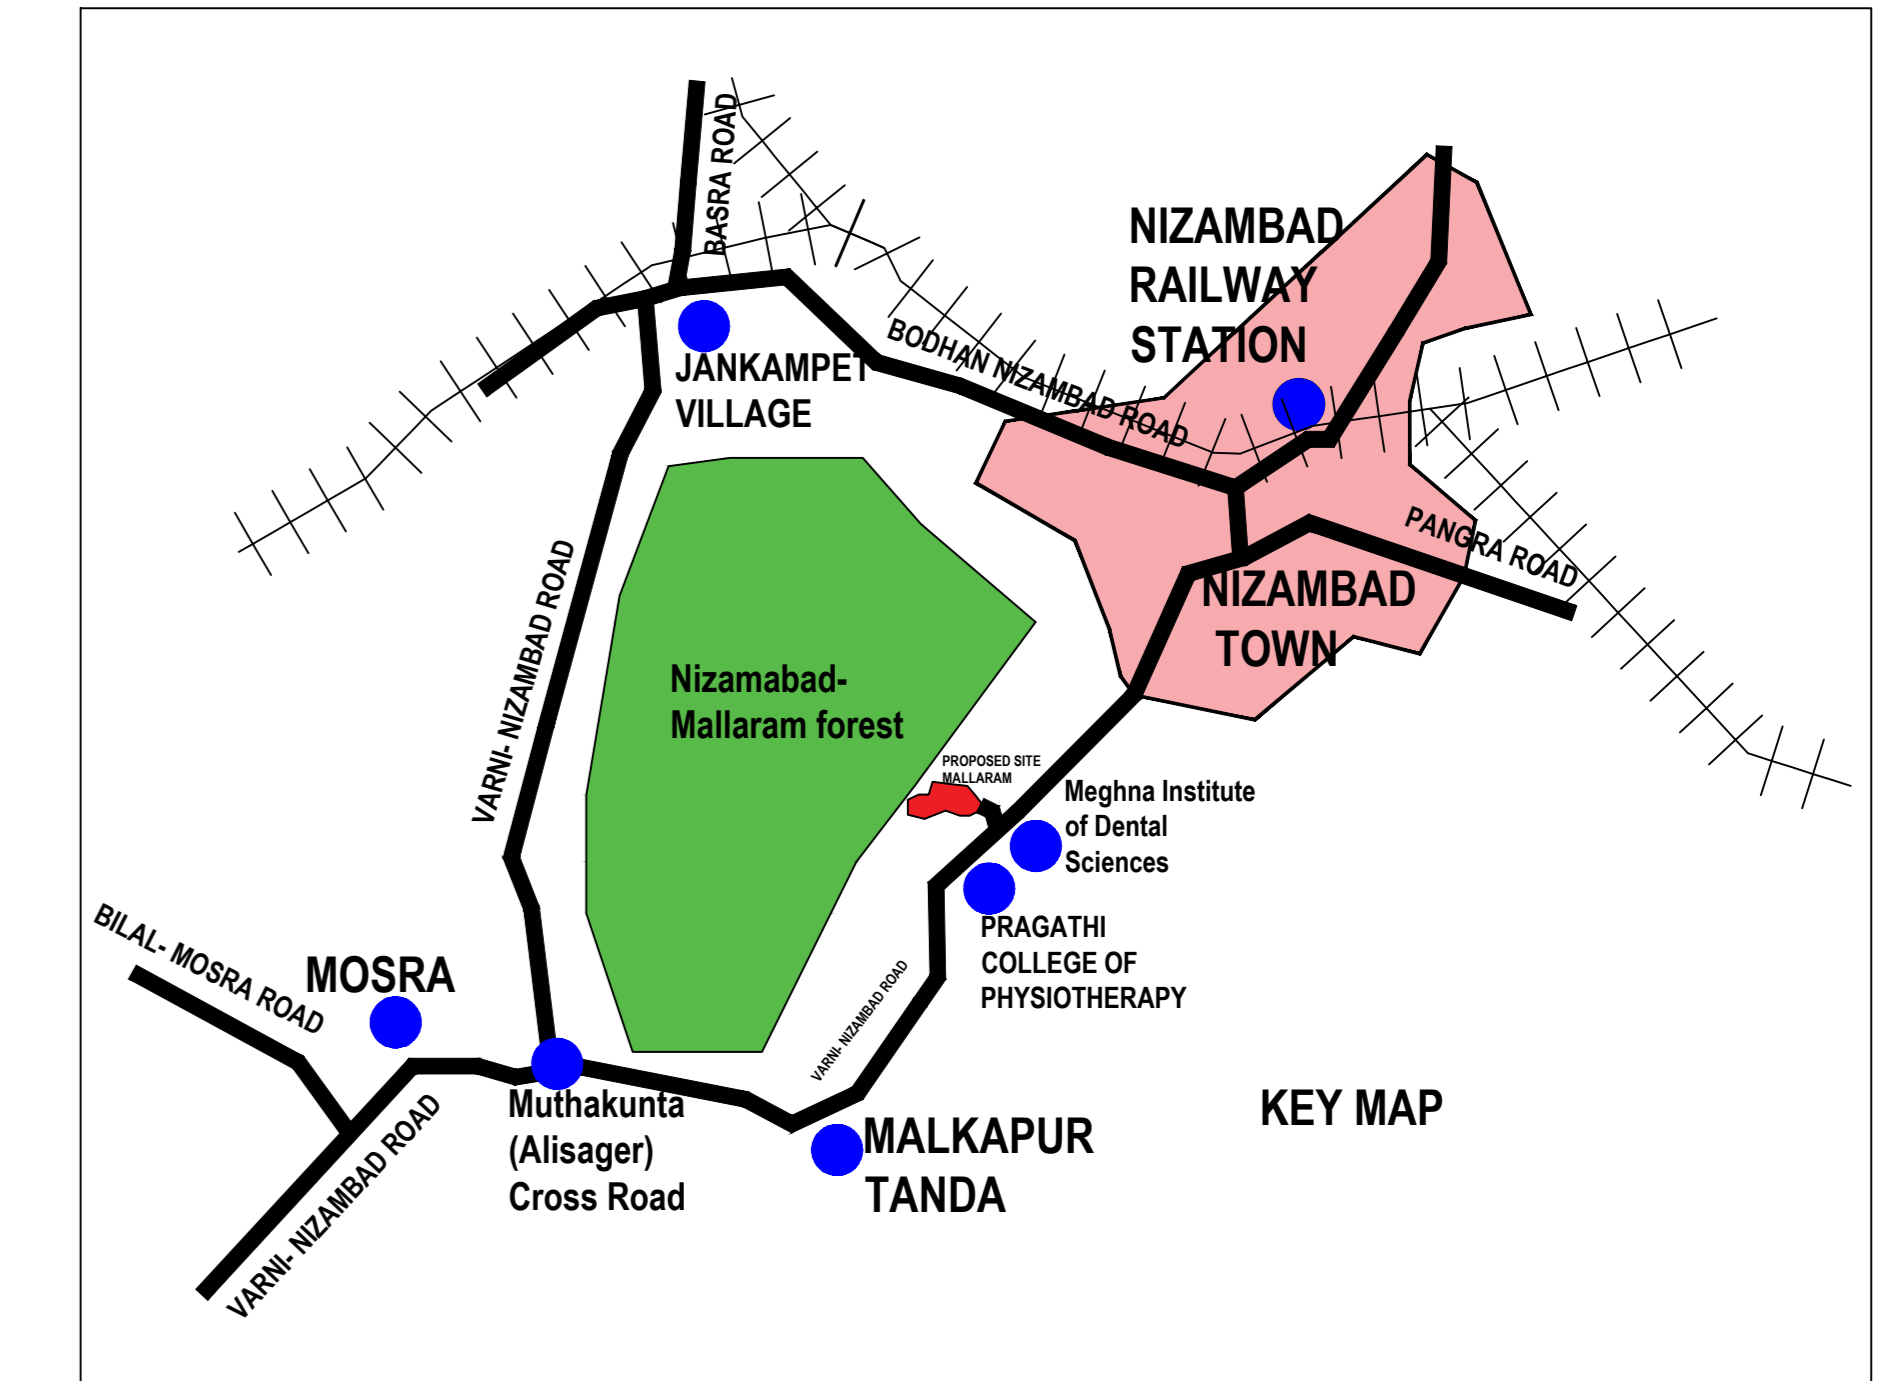 BASRA ROAD
NIZAMBAD
RAILWAY
STATION
BODHAN NIZAMBAD ROAD
JANKAMPET
VILLAGE
PANGRA ROAD
NIZAMBAD
TOWN
VARNI- NIZAMBAD ROAD
Nizamabad-
Mallaram forest
PROPOSED SITE
MALLARAM
Meghna Institute
of Dental
Sciences
PRAGATHI
COLLEGE OF
PHYSIOTHERAPY
BILAL- MOSRA ROAD
MOSRA
VARNI- NIZAMBAD ROAD
VARNI- NIZAMBAD ROAD
Muthakunta
(Alisager)
Cross Road
MALKAPUR
TANDA
KEY MAP